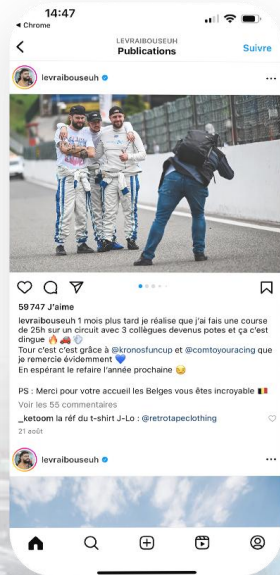 14:47
◄ Chrome
LEVRAIBOUSEUH
Publications
Suivre
levraibouseuh
59 747 J'aime
levraibouseuh 1 mois plus tard je réalise que j'ai fais une course
de 25h sur un circuit avec 3 collègues devenus potes et ça c'est
dingue 🔥🏎️💨
Tour c'est c'est grâce à @kronosfuncup et @comtoyouracing que
je remercie évidemment 💙
En espérant le refaire l'année prochaine 😏
PS : Merci pour votre accueil les Belges vous êtes incroyable 🇧🇪
Voir les 55 commentaires
_ketoom la réf du t-shirt J-Lo : @retrotapeclothing
21 août
levraibouseuh